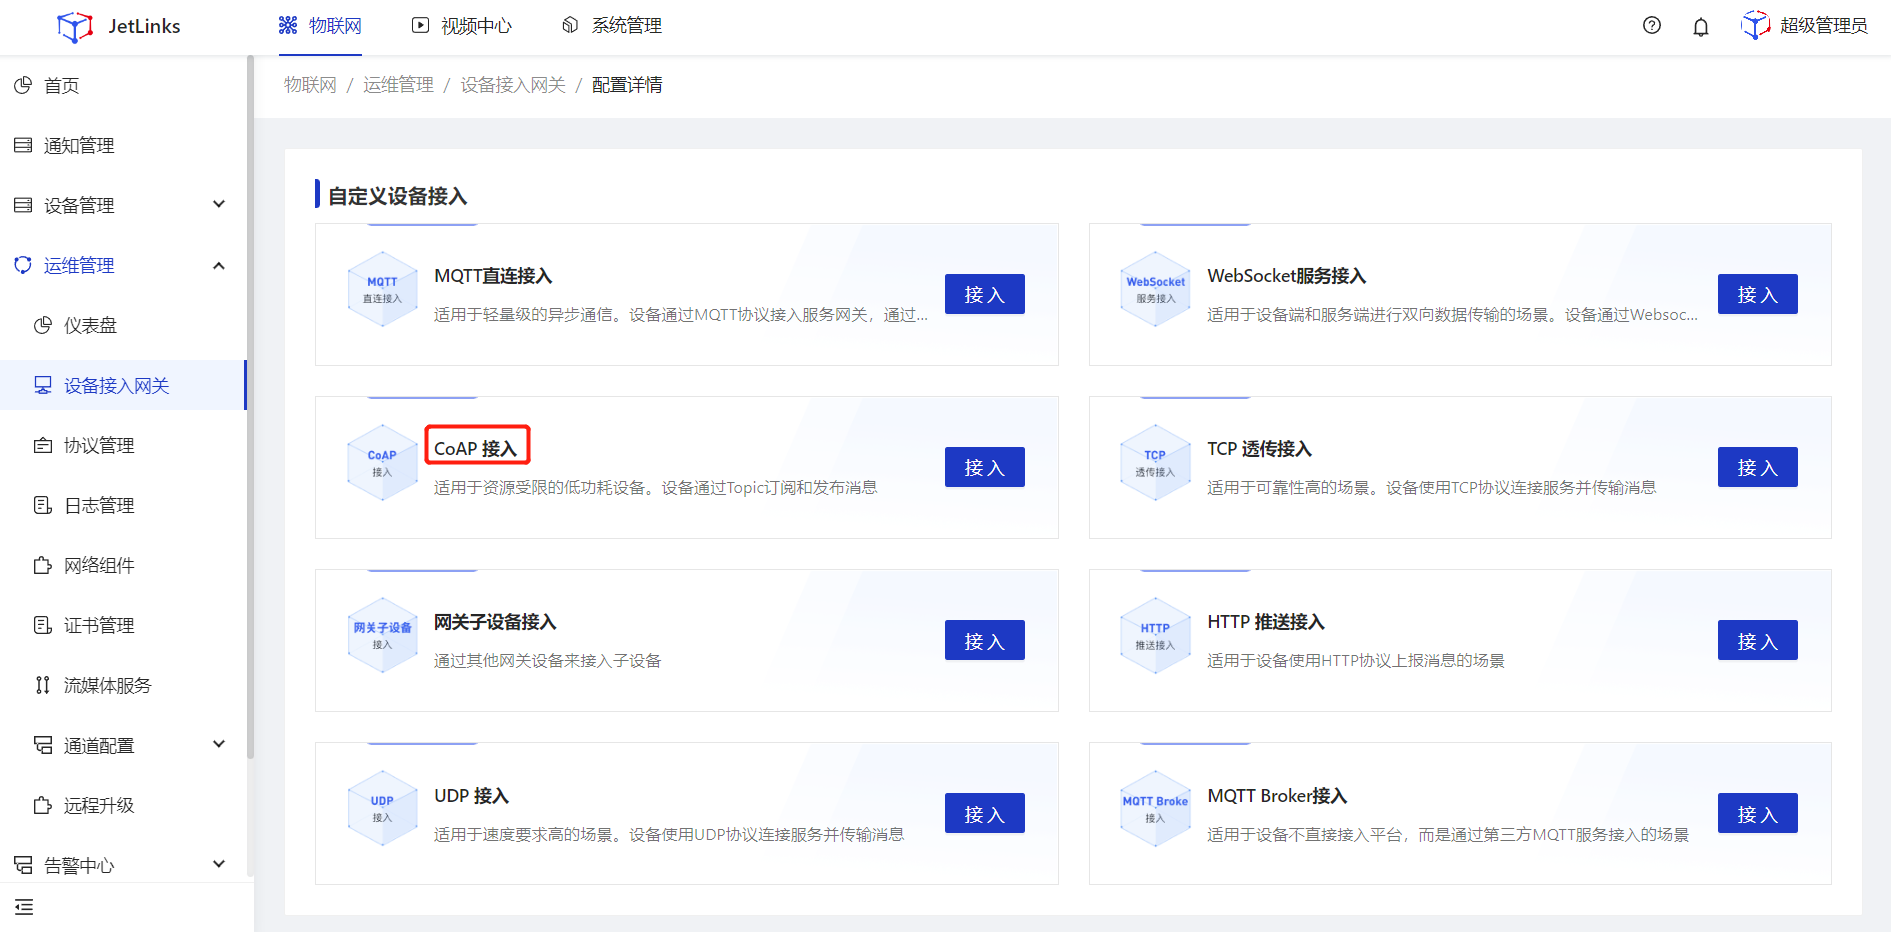 JetLinks
物联网
视频中心
系统管理
超级管理员
首页
通知管理
设备管理
运维管理
仪表盘
设备接入网关
协议管理
日志管理
网络组件
证书管理
流媒体服务
通道配置
远程升级
告警中心
物联网 / 运维管理 / 设备接入网关 / 配置详情
自定义设备接入
MQTT
直连接入
MQTT直连接入
适用于轻量级的异步通信。设备通过MQTT协议接入服务网关，通过...
接 入
WebSocket
服务接入
WebSocket服务接入
适用于设备端和服务端进行双向数据传输的场景。设备通过Websoc...
接 入
CoAP
接入
CoAP 接入
适用于资源受限的低功耗设备。设备通过Topic订阅和发布消息
接 入
TCP
透传接入
TCP 透传接入
适用于可靠性高的场景。设备使用TCP协议连接服务并传输消息
接 入
网关子设备
接入
网关子设备接入
通过其他网关设备来接入子设备
接 入
HTTP
推送接入
HTTP 推送接入
适用于设备使用HTTP协议上报消息的场景
接 入
UDP
接入
UDP 接入
适用于速度要求高的场景。设备使用UDP协议连接服务并传输消息
接 入
MQTT Broke
接入
MQTT Broker接入
适用于设备不直接接入平台，而是通过第三方MQTT服务接入的场景
接 入